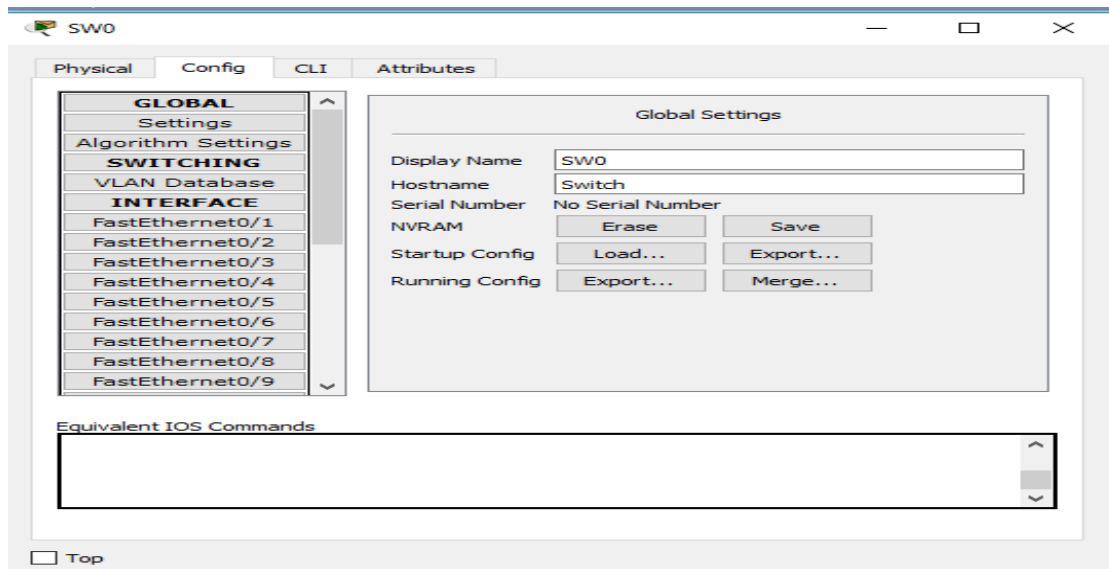 SW0
Physical Config CLI Attributes
GLOBAL
Settings
Algorithm Settings
SWITCHING
VLAN Database
INTERFACE
FastEthernet0/1
FastEthernet0/2
FastEthernet0/3
FastEthernet0/4
FastEthernet0/5
FastEthernet0/6
FastEthernet0/7
FastEthernet0/8
FastEthernet0/9
Global Settings
Display Name SW0
Hostname Switch
Serial Number No Serial Number
NVRAM Erase Save
Startup Config Load... Export...
Running Config Export... Merge...
Equivalent IOS Commands
Top